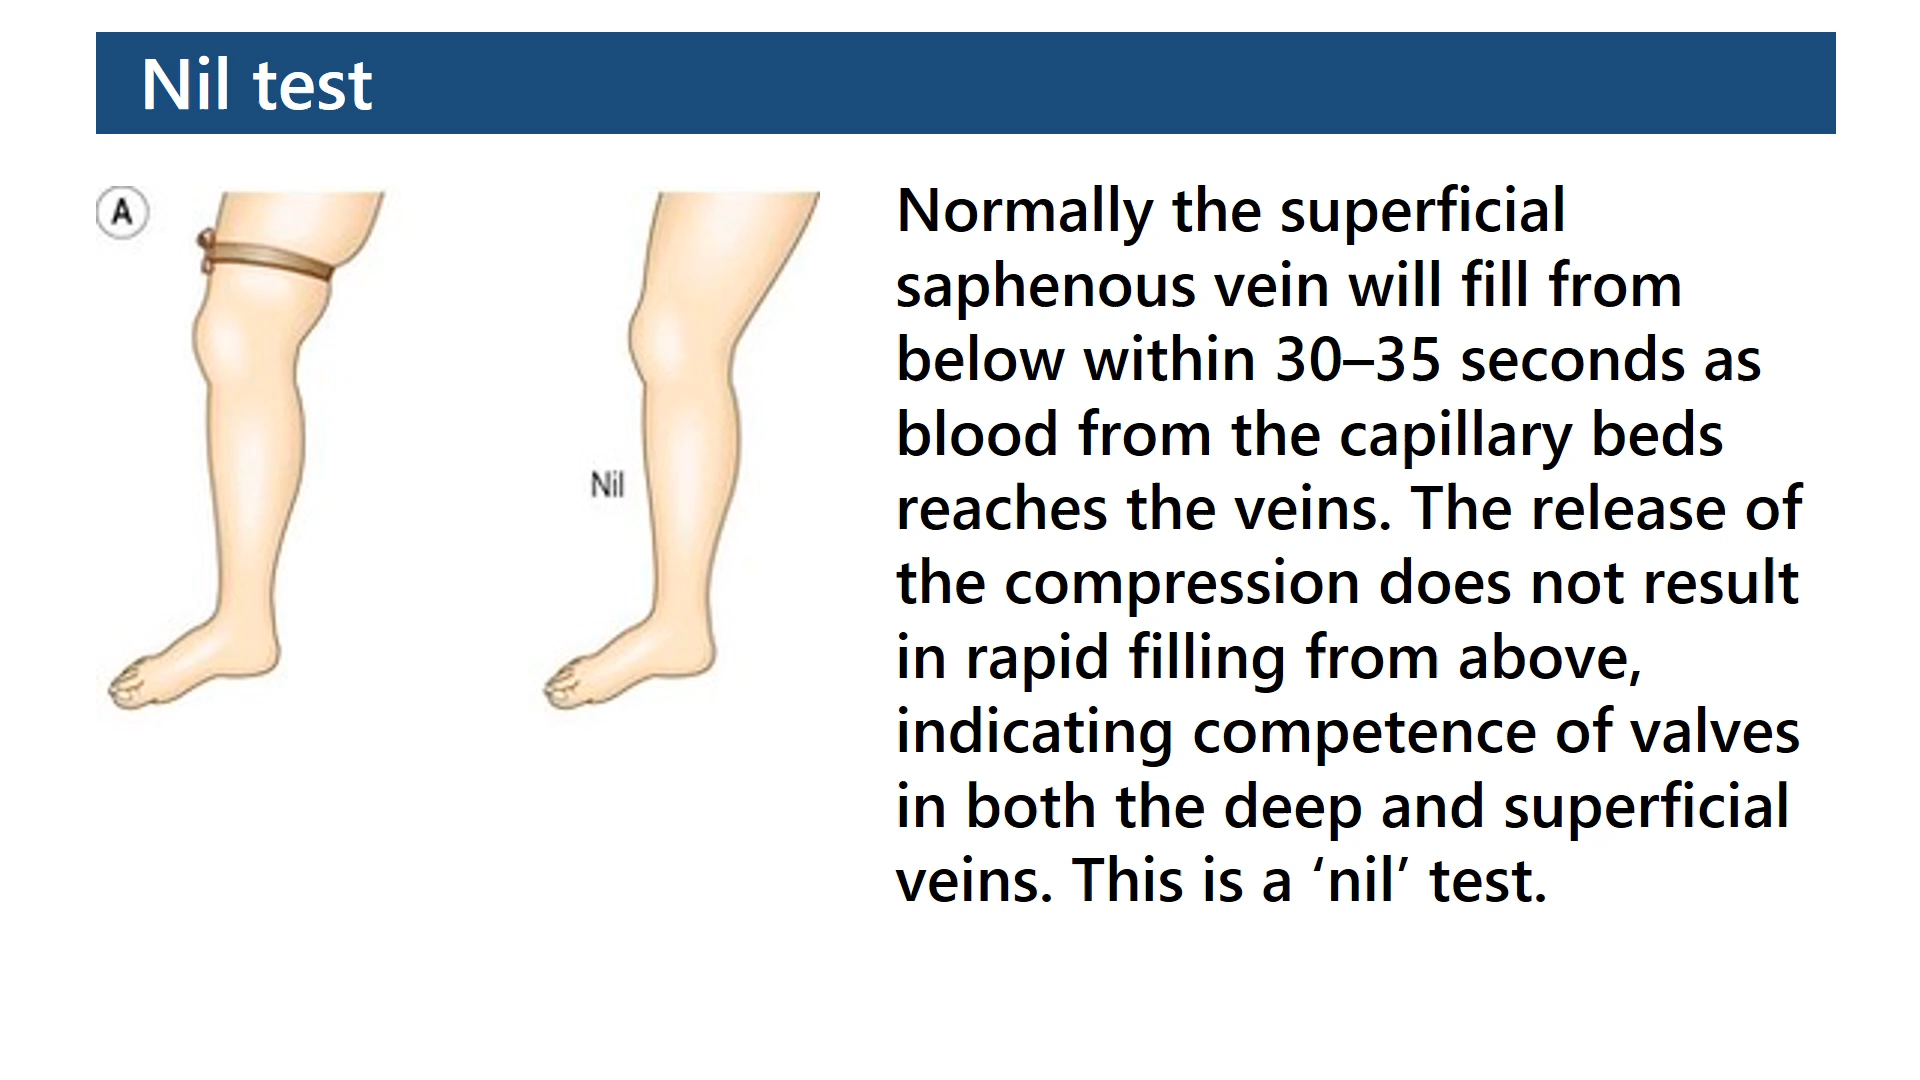 Nil test
A
Nil
Normally the superficial
saphenous vein will fill from
below within 30–35 seconds as
blood from the capillary beds
reaches the veins. The release of
the compression does not result
in rapid filling from above,
indicating competence of valves
in both the deep and superficial
veins. This is a ‘nil’ test.